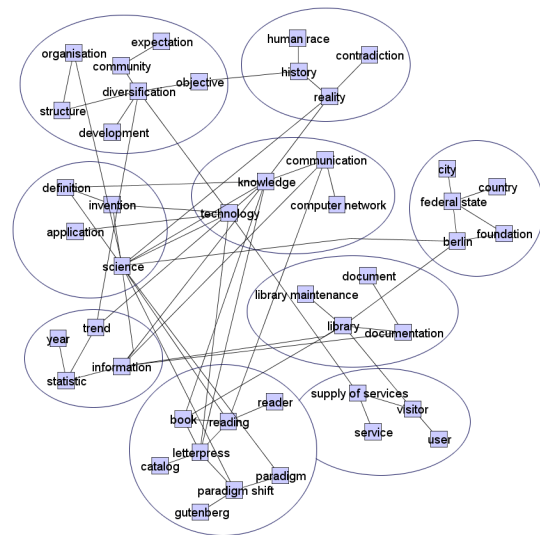 expectation
organisation
community
objective
diversification
structure
development
human race
contradiction
history
reality
communication
definition
knowledge
invention
technology
computer network
application
science
city
country
federal state
foundation
berlin
document
library maintenance
library
documentation
year
trend
information
statistic
supply of services
visitor
service
user
reader
book
reading
letterpress
catalog
paradigm
paradigm shift
gutenberg